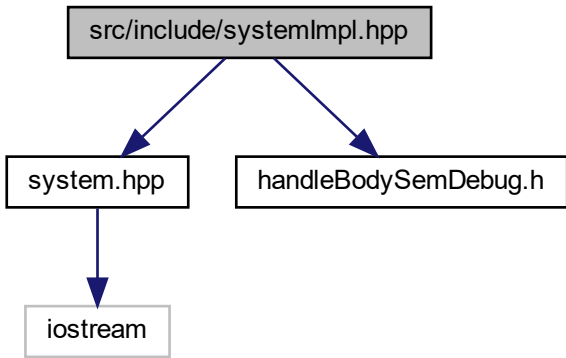 src/include/systemImpl.hpp
system.hpp
handleBodySemDebug.h
iostream